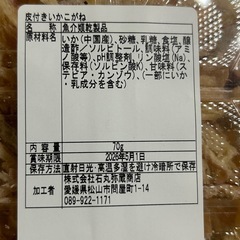 皮付きいかこがね
名称 魚介類乾製品
原材料名 いか(中国産)、砂糖、乳糖、食塩、醸
造酢/ソルビトール、調味料(アミ
ノ酸等)、pH調整剤、リン酸塩(Na)、
保存料(ソルビン酸K)、甘味料(ステ
ビア・カンゾウ)、(一部にいか
・乳成分を含む)
内容量 70g
賞味期限 2026年5月1日
保存方法 直射日光・高温多湿を避け冷暗所で保存
加工者 株式会社石丸弥蔵商店
愛媛県松山市問屋町1-14
089-922-1171